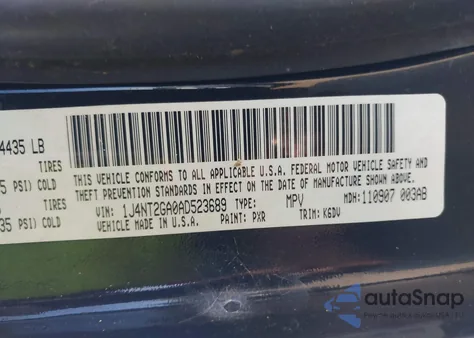 4435 LB
TIRES
5 PSI) COLD
THIS VEHICLE CONFORMS TO ALL APPLICABLE U.S.A. FEDERAL MOTOR VEHICLE SAFETY AND
TIRES
THEFT PREVENTION STANDARDS IN EFFECT ON THE DATE OF MANUFACTURE SHOWN ABOVE.
35 PSI) COLD
VIN: 1J4NT2GA0AD523689 TYPE: MPV MDH: 110907 003AB
VEHICLE MADE IN U.S.A. PAINT: PXR TRIM: K6DV
autoSnap